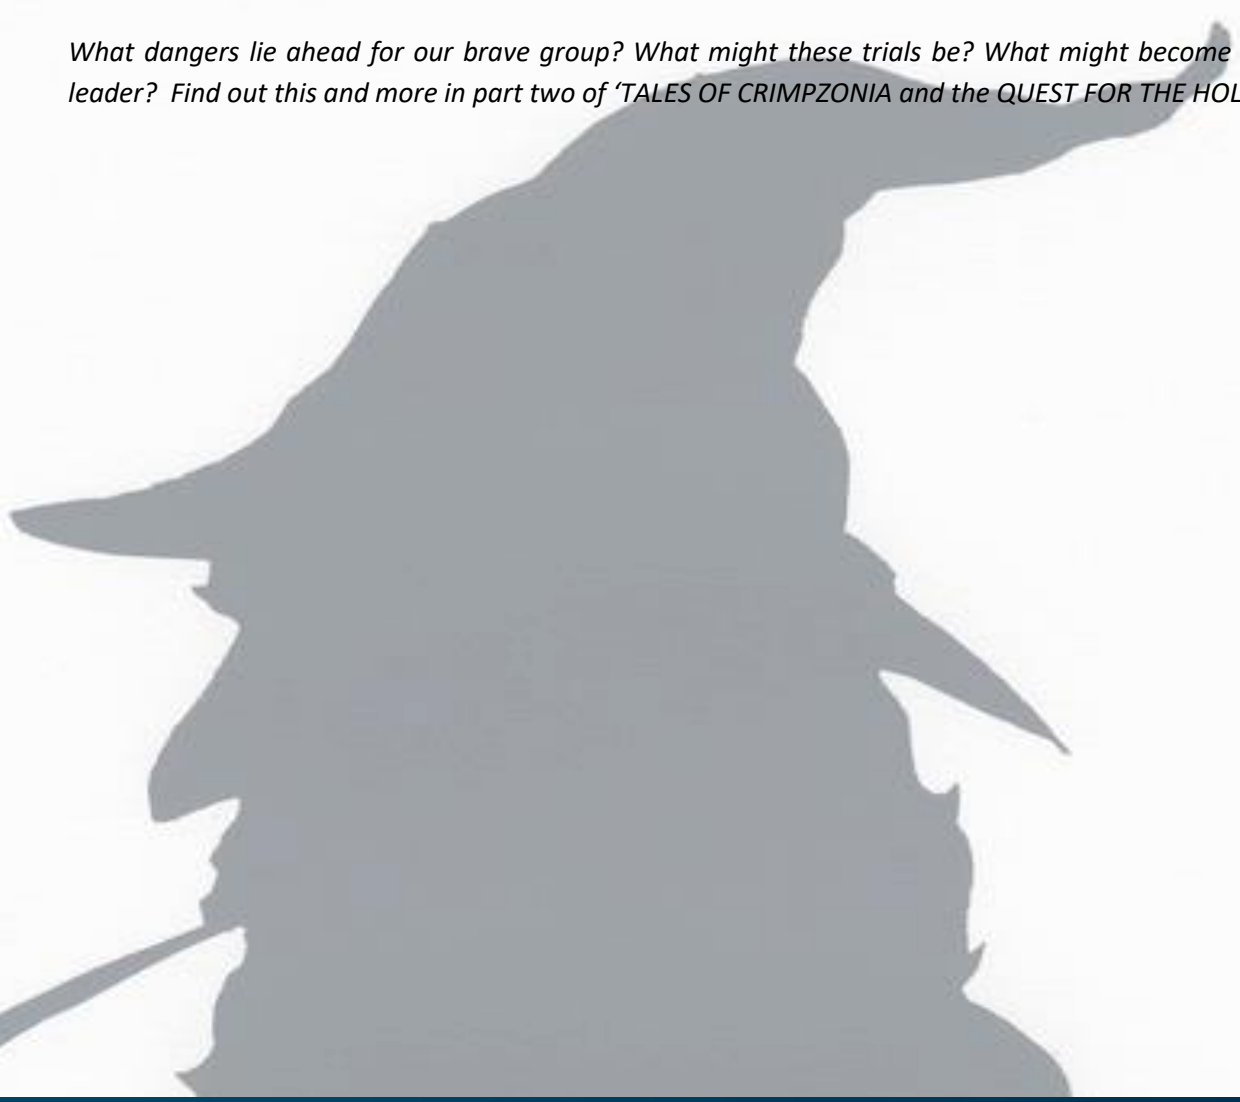 What dangers lie ahead for our brave group? What might these trials be? What might become
leader? Find out this and more in part two of ‘TALES OF CRIMPZONIA and the QUEST FOR THE HOL